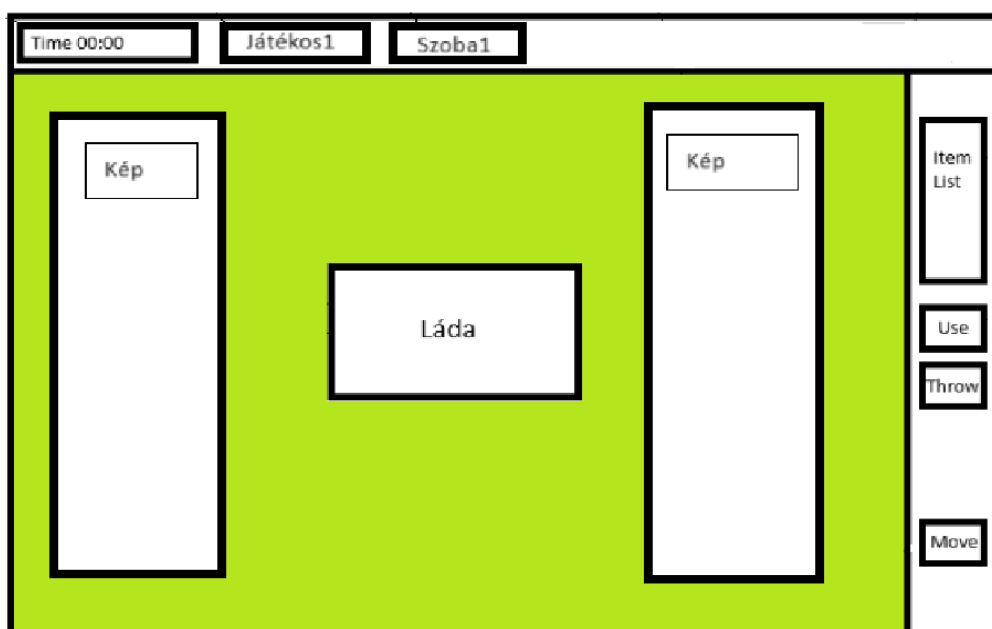 Time 00:00
Játékos1
Szoba1
Kép
Kép
Láda
Item
List
Use
Throw
Move